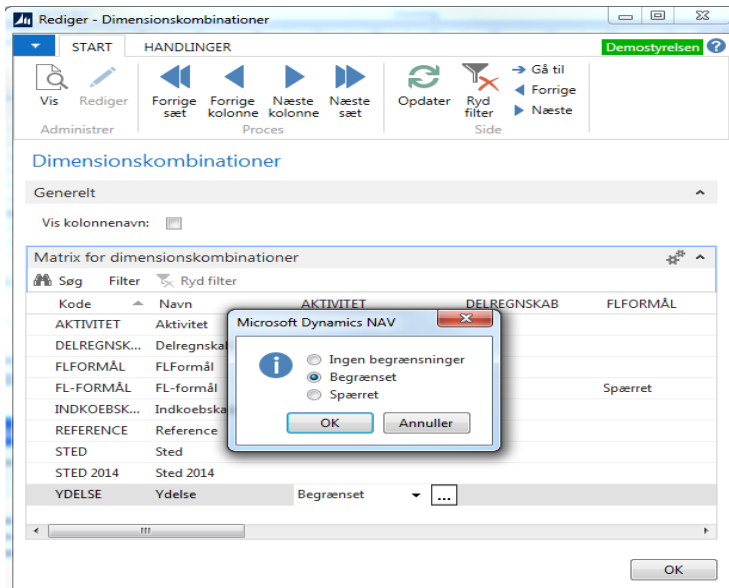 Rediger - Dimensionskombinationer
START HANDLINGER Demostyrelsen
Vis Rediger Forrige sæt Forrige kolonne Næste kolonne Næste sæt Opdater Ryd filter Gå til
Forrige
Næste
Administrer Proces Side
Dimensionskombinationer
Generelt
Vis kolonnenavn:
Matrix for dimensionskombinationer
Søg Filter Ryd filter
Kode Navn AKTIVITET DELREGNSKAB FLFORMÅL
AKTIVITET Aktivitet
DELREGNSK... Delregnskal
FLFORMÅL FLFormål
FL-FORMÅL FL-formål Spærret
INDKOEBSK... Indkoebska
REFERENCE Reference
STED Sted
STED 2014 Sted 2014
YDELSE Ydelse Begrænset ...
Microsoft Dynamics NAV
Ingen begrænsninger
Begrænset
Spærret
OK Annuller
OK